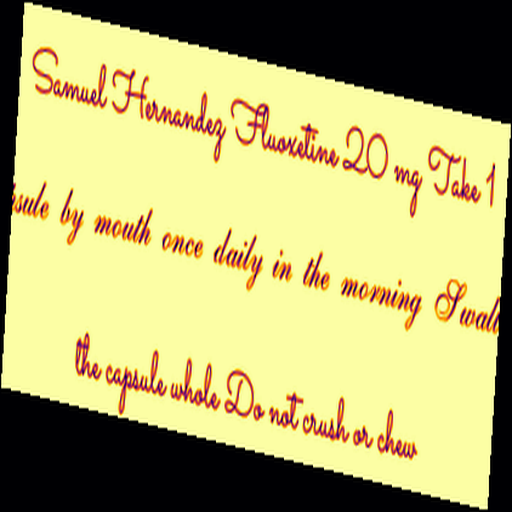 Samuel Hernandez Fluoxetine 20 mg Take 1
by mouth once daily in the morning
the capsule whole Do not crush or chew